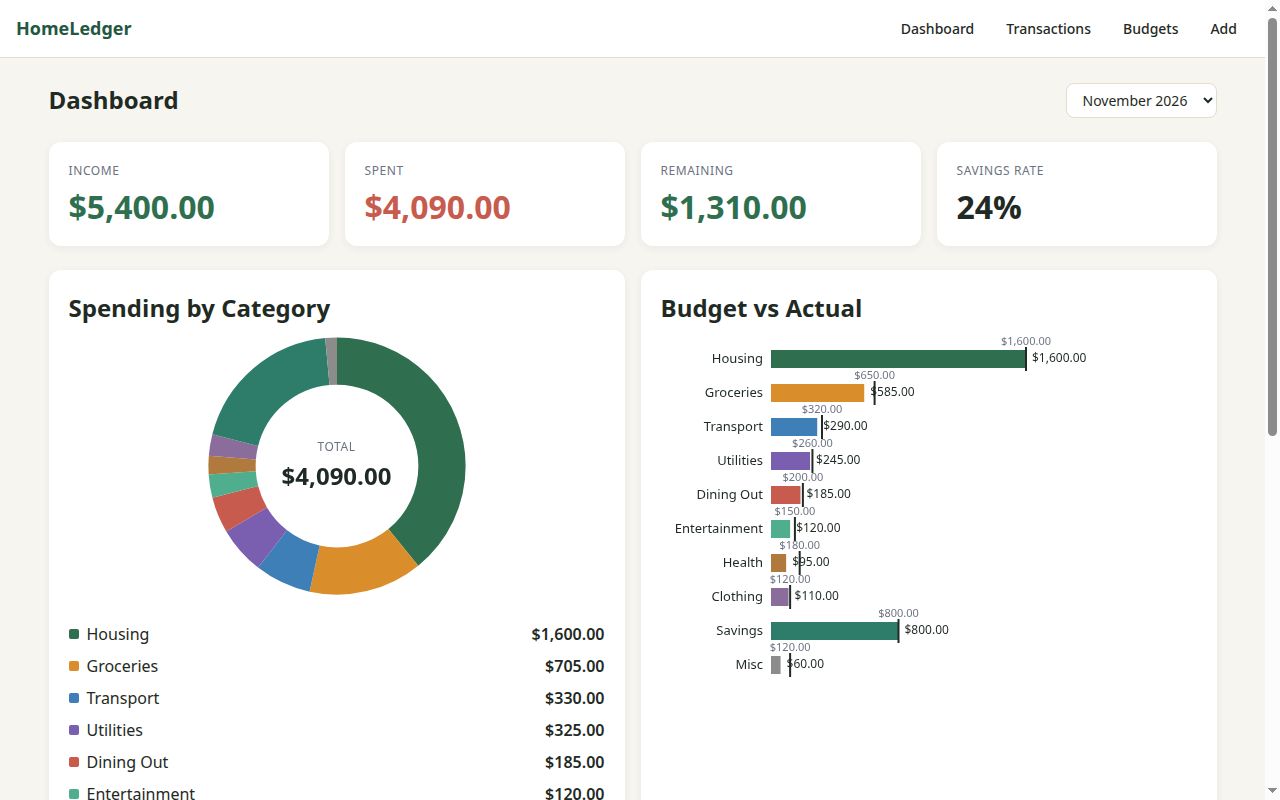 HomeLedger
Dashboard Transactions Budgets Add
Dashboard
November 2026
INCOME
$5,400.00
SPENT
$4,090.00
REMAINING
$1,310.00
SAVINGS RATE
24%
Spending by Category
TOTAL
$4,090.00
Housing $1,600.00
Groceries $705.00
Transport $330.00
Utilities $325.00
Dining Out $185.00
Entertainment $120.00
Budget vs Actual
$1,600.00
Housing $1,600.00
$650.00
Groceries $585.00
$320.00
Transport $290.00
$260.00
Utilities $245.00
$200.00
Dining Out $185.00
$150.00
Entertainment $120.00
$180.00
Health $95.00
$120.00
Clothing $110.00
$800.00
Savings $800.00
$120.00
Misc $60.00